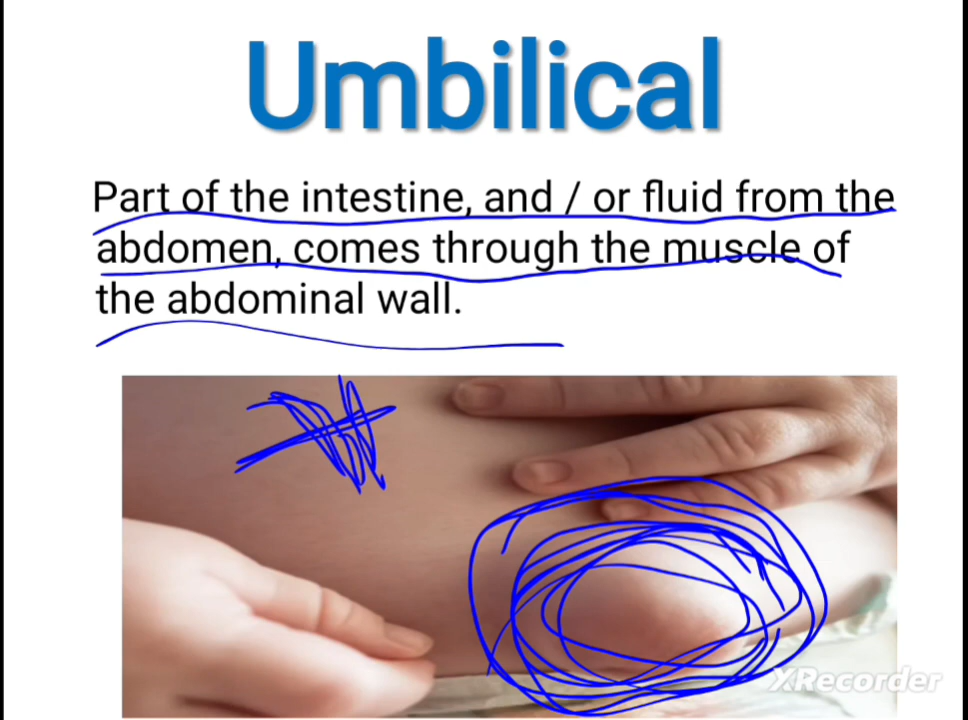 Umbilical
Part of the intestine, and / or fluid from the
abdomen, comes through the muscle of
the abdominal wall.
XRecorder